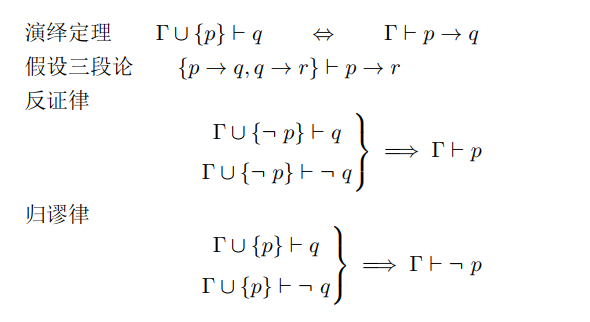 演绎定理 Γ ∪ {p} ⊢ q ⇔ Γ ⊢ p → q
假设三段论 {p → q, q → r} ⊢ p → r
反证律
Γ ∪ {¬ p} ⊢ q
Γ ∪ {¬ p} ⊢ ¬ q } ⟹ Γ ⊢ p
归谬律
Γ ∪ {p} ⊢ q
Γ ∪ {p} ⊢ ¬ q } ⟹ Γ ⊢ ¬ p